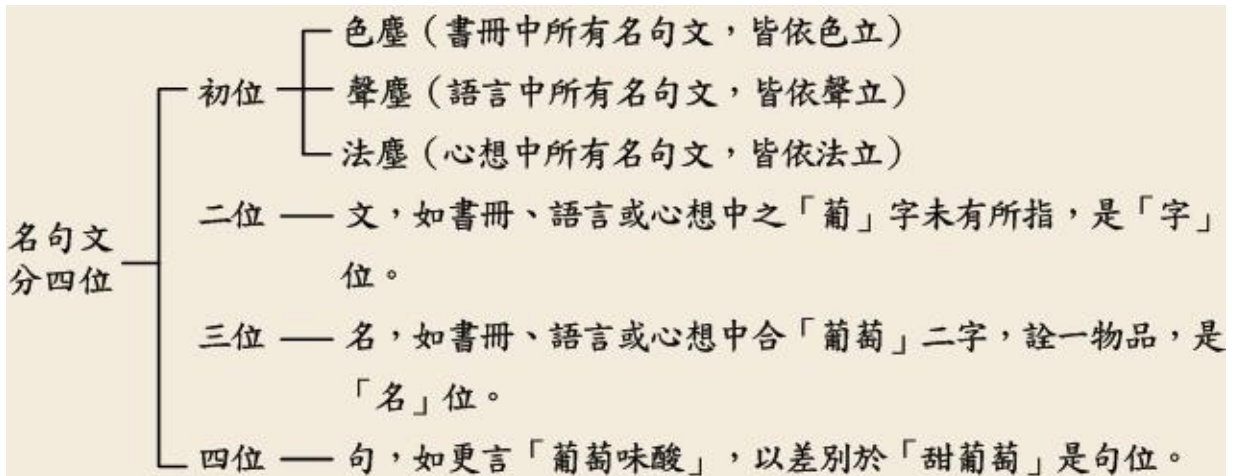 色塵（書冊中所有名句文，皆依色立）
初位
聲塵（語言中所有名句文，皆依聲立）
法塵（心想中所有名句文，皆依法立）
二位
文，如書冊、語言或心想中之「葡」字未有所指，是「字」
位。
名句文
分四位
三位
名，如書冊、語言或心想中合「葡萄」二字，詮一物品，是
「名」位。
四位
句，如更言「葡萄味酸」，以差別於「甜葡萄」是句位。